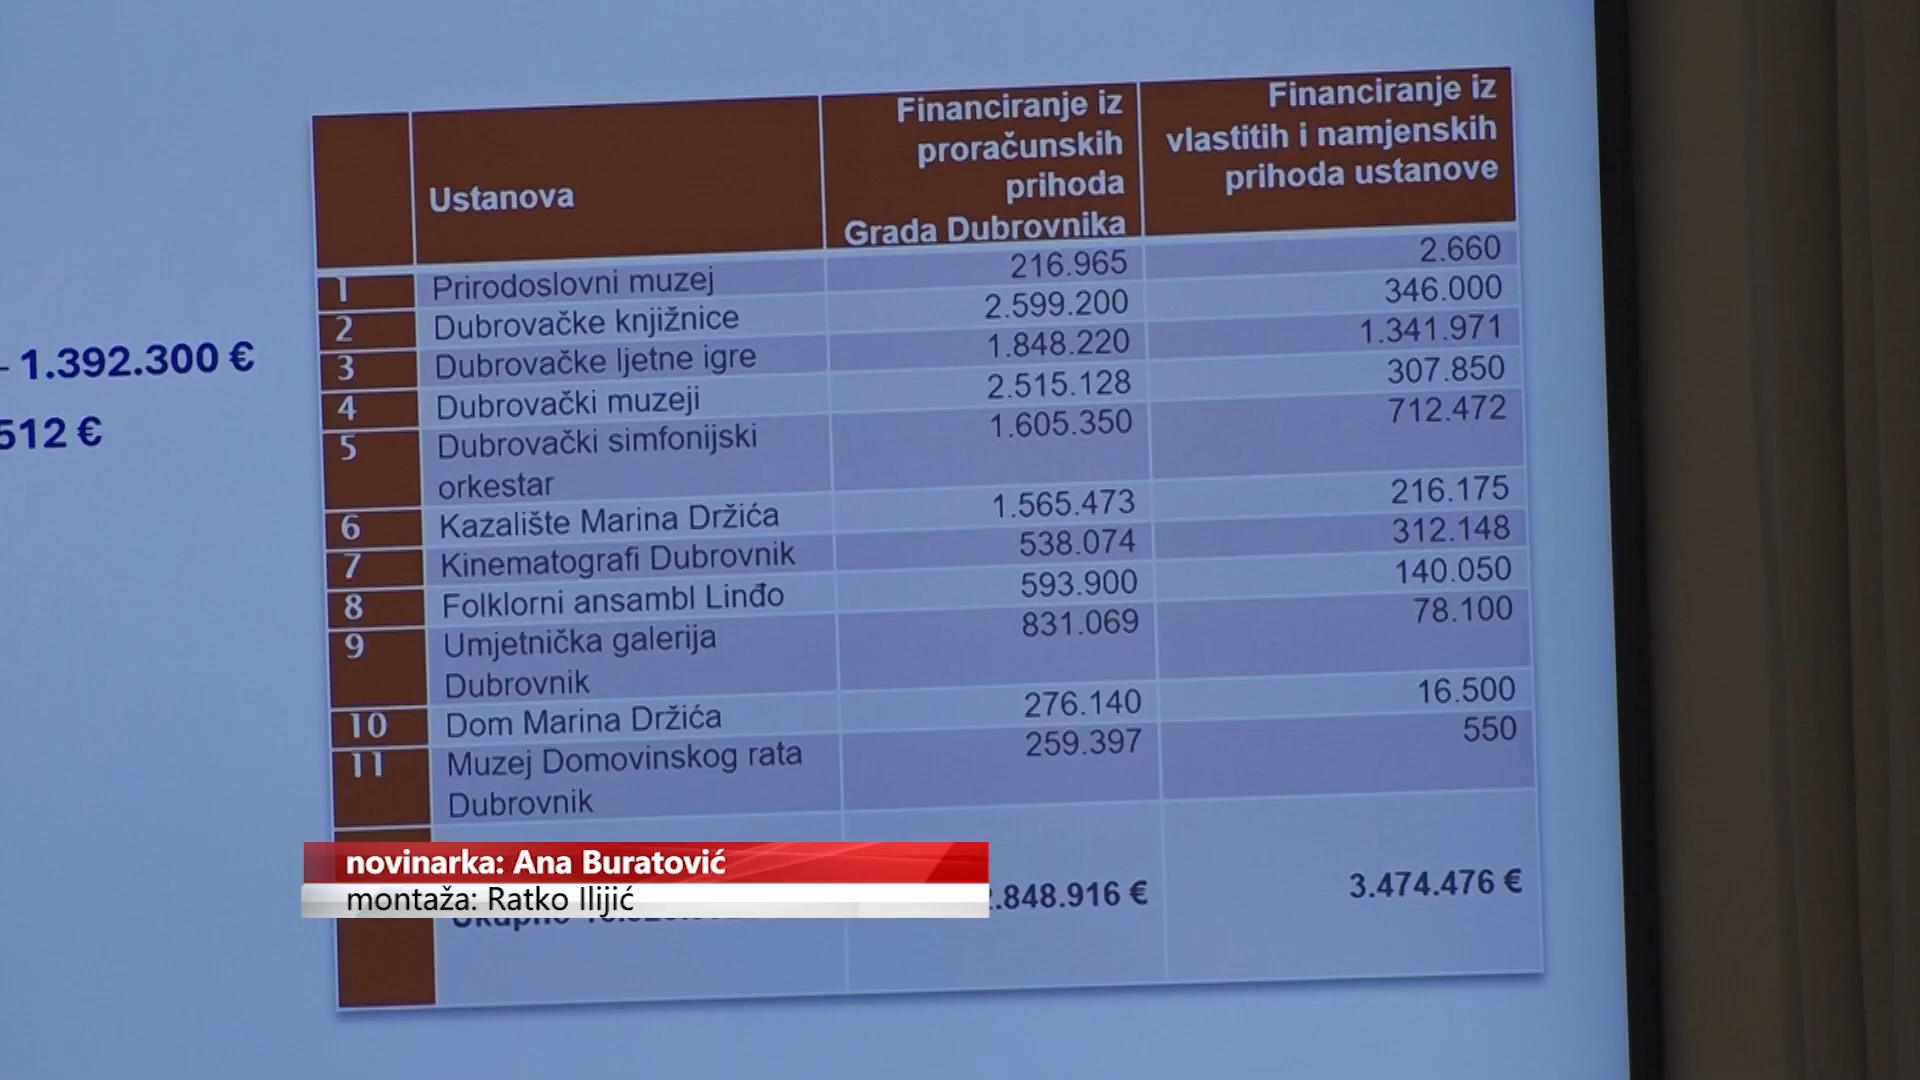 - 1.392.300 €
512 €
Ustanova
Financiranje iz
proračunskih
prihoda
Grada Dubrovnika
Financiranje iz
vlastitih i namjenskih
prihoda ustanove
1 Prirodoslovni muzej 216.965 2.660
2 Dubrovačke knjižnice 2.599.200 346.000
3 Dubrovačke ljetne igre 1.848.220 1.341.971
4 Dubrovački muzeji 2.515.128 307.850
5 Dubrovački simfonijski 1.605.350 712.472
orkestar
6 Kazalište Marina Držića 1.565.473 216.175
7 Kinematografi Dubrovnik 538.074 312.148
8 Folklorni ansambl Linđo 593.900 140.050
9 Umjetnička galerija 831.069 78.100
Dubrovnik
10 Dom Marina Držića 276.140 16.500
11 Muzej Domovinskog rata 259.397 550
Dubrovnik
.848.916 € 3.474.476 €
novinarka: Ana Buratović
montaža: Ratko Ilijić